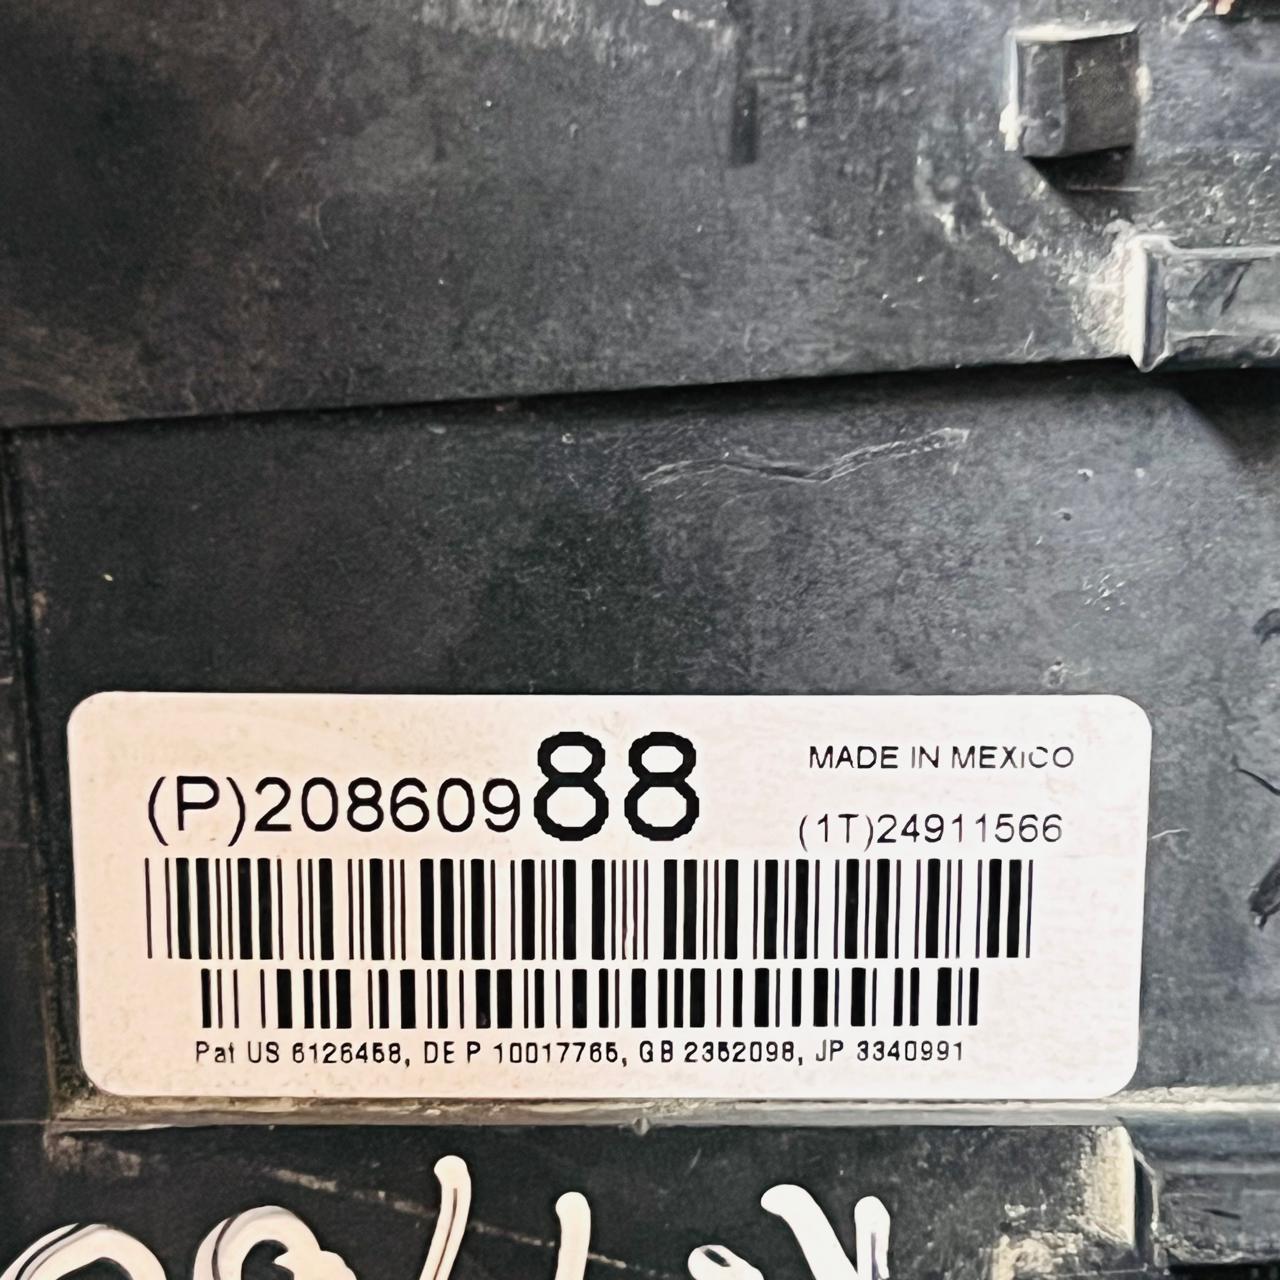 (P)20860988
MADE IN MEXICO
(1T)24911566
Pat US 6126458, DE P 10017765, GB 2352098, JP 3340991